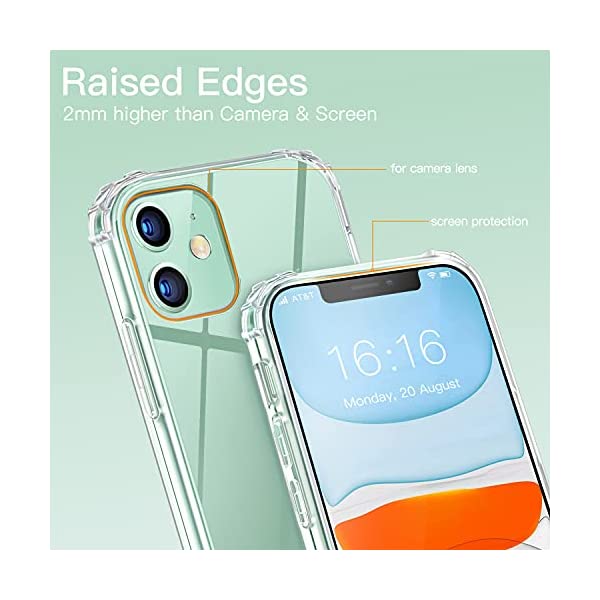 Raised Edges
2mm higher than Camera & Screen
for camera lens
screen protection
AT&T
16:16
Monday, 20 August